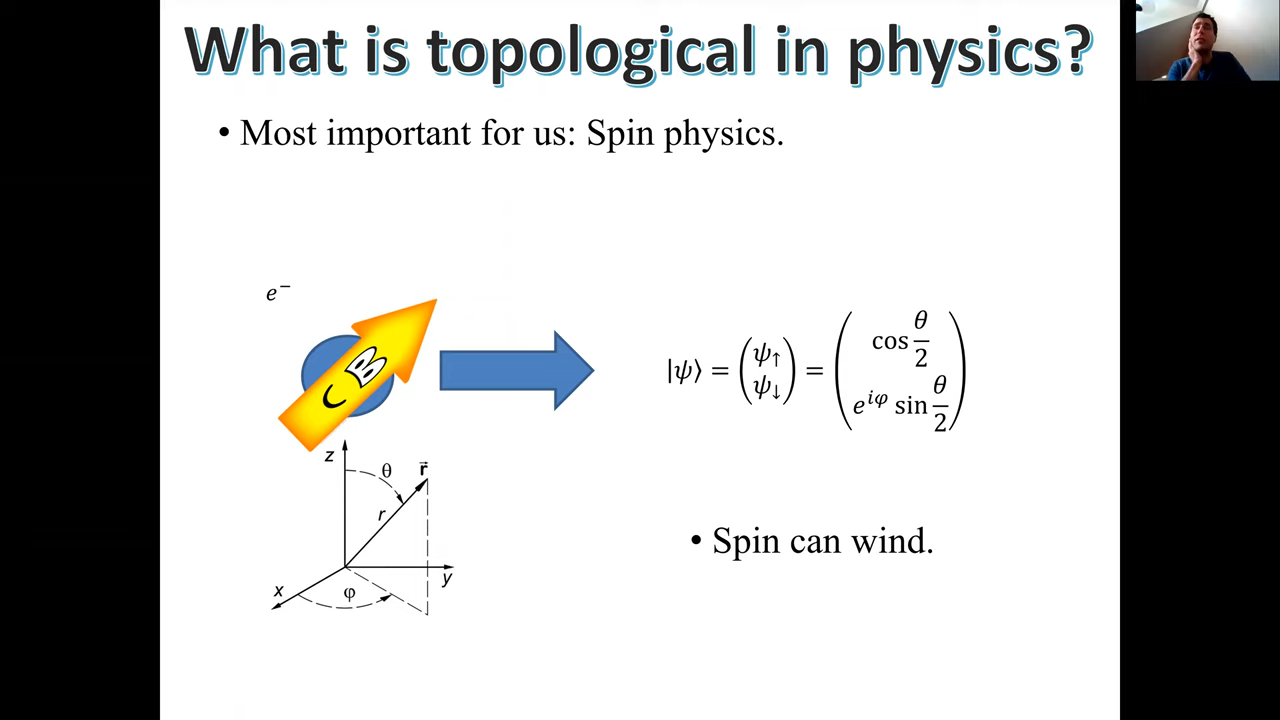 What is topological in physics?
• Most important for us: Spin physics.
e⁻
|ψ⟩ = (ψ↑ ψ↓) = (cos θ/2 e^{iφ} sin θ/2)
z
θ
r⃗
r
y
x
φ
• Spin can wind.